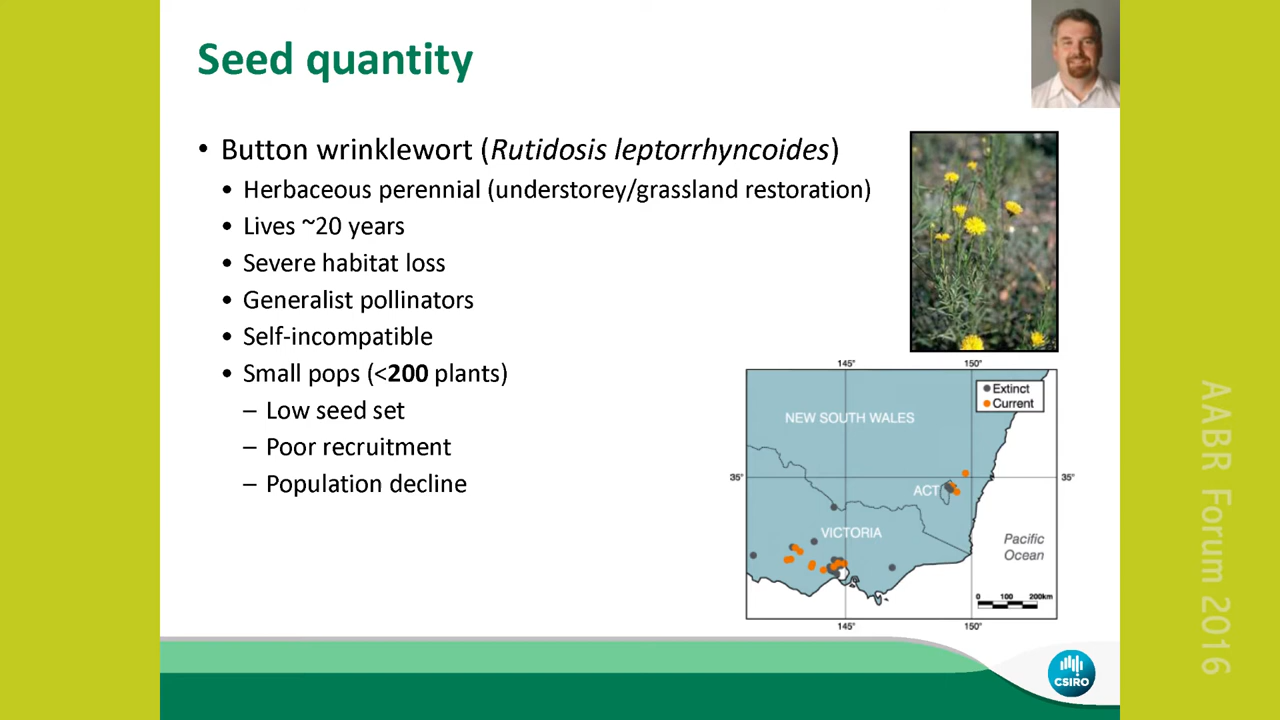 Seed quantity
• Button wrinklewort (Rutidosis leptorrhyncoides)
• Herbaceous perennial (understorey/grassland restoration)
• Lives ~20 years
• Severe habitat loss
• Generalist pollinators
• Self-incompatible
• Small pops (<200 plants)
– Low seed set
– Poor recruitment
– Population decline
145° 150°
Extinct
Current
NEW SOUTH WALES
35° 35°
ACT
VICTORIA
Pacific
Ocean
0 100 200km
145° 150°
CSIRO
AABR Forum 2016